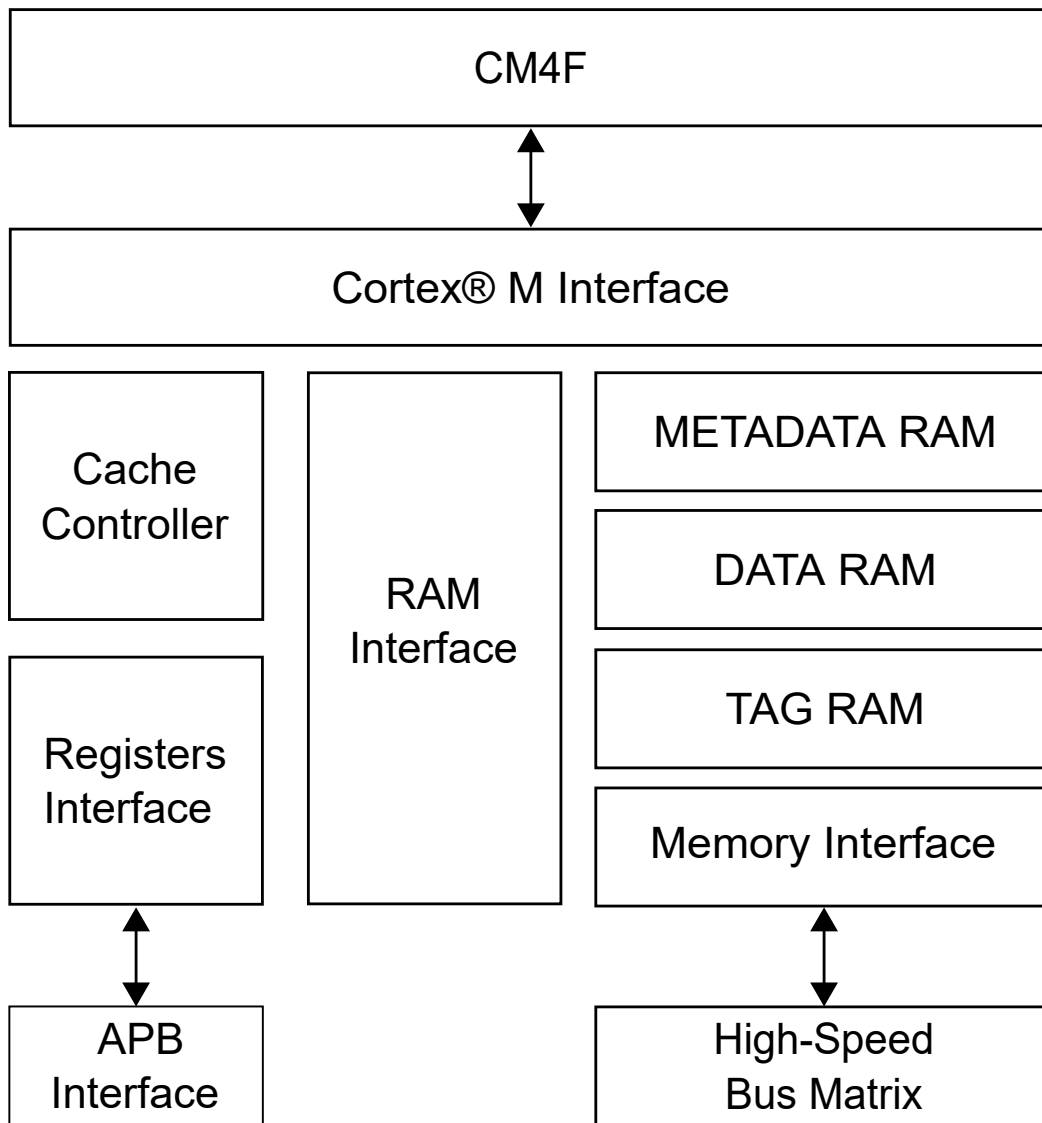 CM4F
Cortex® M Interface
Cache
Controller
RAM
Interface
METADATA RAM
DATA RAM
TAG RAM
Registers
Interface
Memory Interface
APB
Interface
High-Speed
Bus Matrix